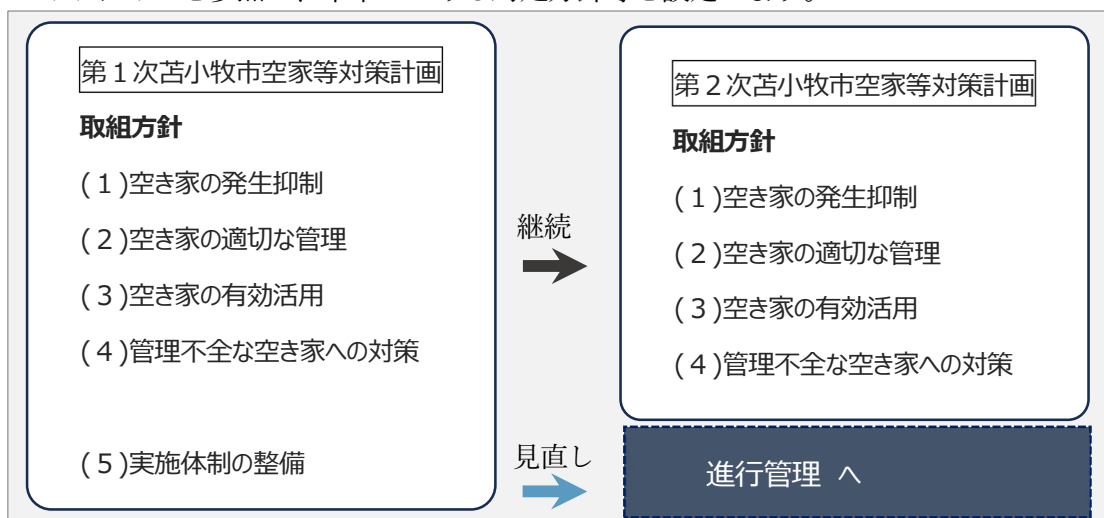 第１次苫小牧市空家等対策計画
取組方針
(１)空き家の発生抑制
(２)空き家の適切な管理
(３)空き家の有効活用
(４)管理不全な空き家への対策
(５)実施体制の整備
継続
見直し
第２次苫小牧市空家等対策計画
取組方針
(１)空き家の発生抑制
(２)空き家の適切な管理
(３)空き家の有効活用
(４)管理不全な空き家への対策
進行管理 へ